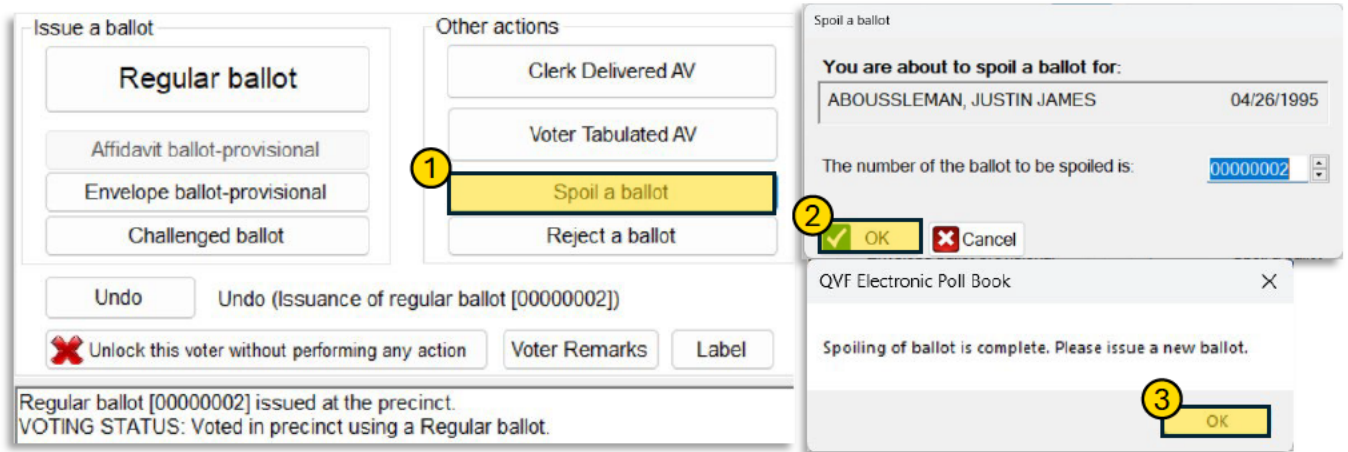 Issue a ballot
Regular ballot
Affidavit ballot-provisional
Envelope ballot-provisional
Challenged ballot
Other actions
Clerk Delivered AV
Voter Tabulated AV
1
Spoil a ballot
Reject a ballot
Undo
Undo (Issuance of regular ballot [00000002])
Unlock this voter without performing any action
Voter Remarks
Label
Regular ballot [00000002] issued at the precinct.
VOTING STATUS: Voted in precinct using a Regular ballot.
Spoil a ballot
You are about to spoil a ballot for:
ABOUSSLEMAN, JUSTIN JAMES 04/26/1995
The number of the ballot to be spoiled is: 00000002
2
OK
Cancel
QVF Electronic Poll Book
Spoiling of ballot is complete. Please issue a new ballot.
3
OK